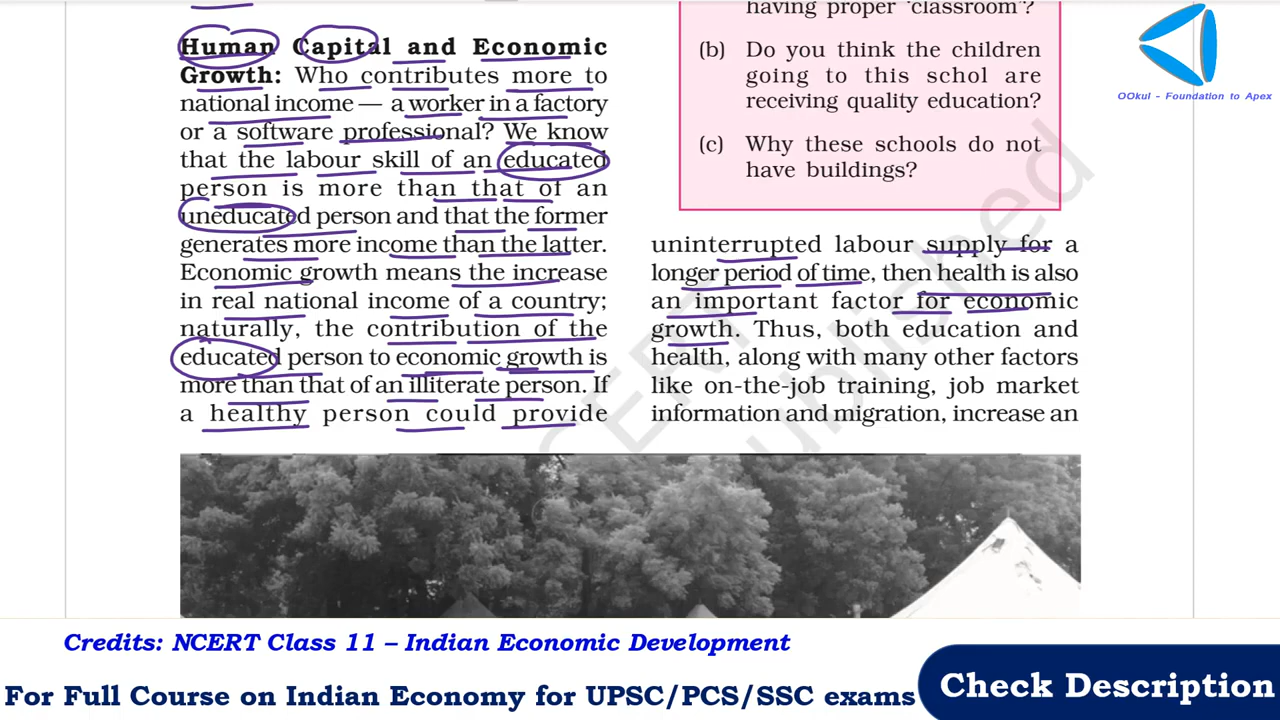 Human Capital and Economic
Growth: Who contributes more to
national income — a worker in a factory
or a software professional? We know
that the labour skill of an educated
person is more than that of an
uneducated person and that the former
generates more income than the latter.
Economic growth means the increase
in real national income of a country;
naturally, the contribution of the
educated person to economic growth is
more than that of an illiterate person. If
a healthy person could provide
having proper ‘classroom’?
(b) Do you think the children
going to this schol are
receiving quality education?
(c) Why these schools do not
have buildings?
uninterrupted labour supply for a
longer period of time, then health is also
an important factor for economic
growth. Thus, both education and
health, along with many other factors
like on-the-job training, job market
information and migration, increase an
OOkul - Foundation to Apex
Credits: NCERT Class 11 – Indian Economic Development
For Full Course on Indian Economy for UPSC/PCS/SSC exams
Check Description